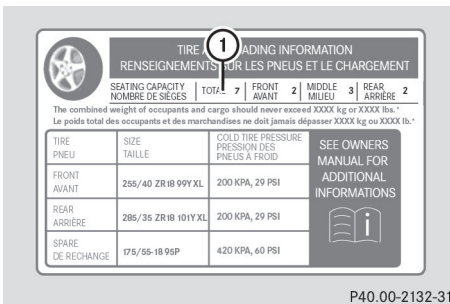 1
TIRE AND LOADING INFORMATION
RENSEIGNEMENTS SUR LES PNEUS ET LE CHARGEMENT
SEATING CAPACITY
NOMBRE DE SIÈGES
TOTAL 7
FRONT
AVANT 2
MIDDLE
MILIEU 3
REAR
ARRIÈRE 2
The combined weight of occupants and cargo should never exceed XXXX kg or XXXX lbs.*
Le poids total des occupants et des marchandises ne doit jamais dépasser XXXX kg ou XXXX lb.*
TIRE
PNEU
SIZE
TAILLE
COLD TIRE PRESSURE
PRESSION DES
PNEUS À FROID
SEE OWNERS
MANUAL FOR
ADDITIONAL
INFORMATIONS
FRONT
AVANT
255/40 ZR18 99Y XL
200 KPA, 29 PSI
REAR
ARRIÈRE
285/35 ZR18 101Y XL
200 KPA, 29 PSI
SPARE
DE RECHANGE
175/55-18 95P
420 KPA, 60 PSI
i
P40.00-2132-31